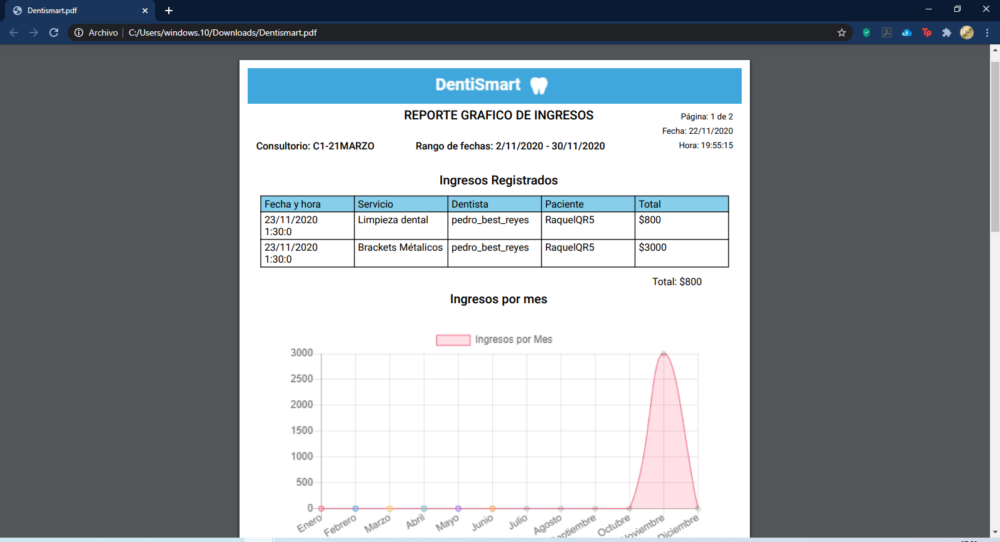 Dentismart.pdf
Archivo C:/Users/windows.10/Downloads/Dentismart.pdf
DentiSmart
REPORTE GRAFICO DE INGRESOS
Página: 1 de 2
Fecha: 22/11/2020
Consultorio: C1-21MARZO Rango de fechas: 2/11/2020 - 30/11/2020 Hora: 19:55:15
Ingresos Registrados
Fecha y hora Servicio Dentista Paciente Total
23/11/2020 Limpieza dental pedro_best_reyes RaquelQR5 $800
1:30:0
23/11/2020 Brackets Métalicos pedro_best_reyes RaquelQR5 $3000
1:30:0
Total: $800
Ingresos por mes
Ingresos por Mes
3000
2500
2000
1500
1000
500
0
Enero Febrero Marzo Abril Mayo Junio Julio Agosto eptiembre Octubre oviembre Diciembre